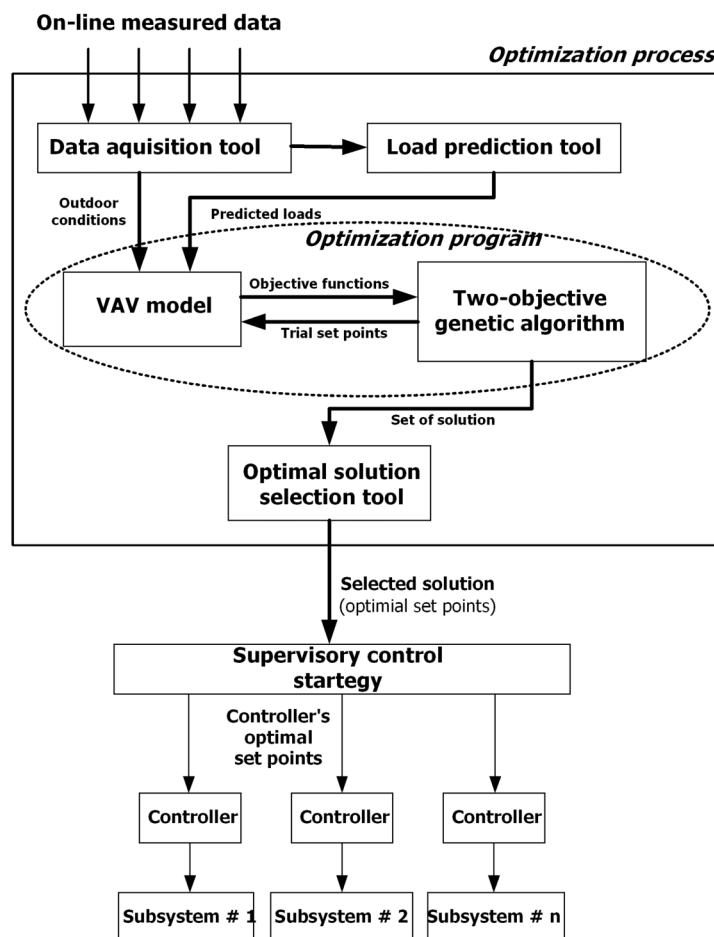 On-line measured data
Optimization process
Data aquisition tool
Load prediction tool
Outdoor
conditions
Predicted loads
Optimization program
VAV model
Objective functions
Trial set points
Two-objective
genetic algorithm
Set of solution
Optimal solution
selection tool
Selected solution
(optimial set points)
Supervisory control
startegy
Controller's
optimal
set points
Controller
Controller
Controller
Subsystem # 1
Subsystem # 2
Subsystem # n